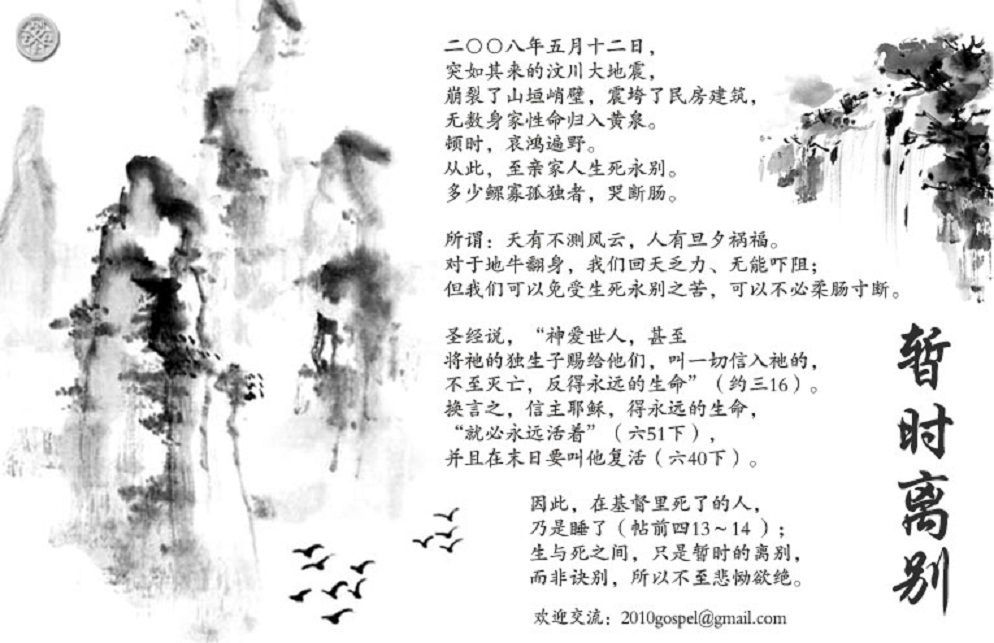 二〇〇八年五月十二日，
突如其来的汶川大地震，
崩裂了山垣峭壁，震垮了民房建筑，
无数身家性命归入黄泉。
顿时，哀鸿遍野。
从此，至亲家人生死永别。
多少鳏寡孤独者，哭断肠。
所谓：天有不测风云，人有旦夕祸福。
对于地牛翻身，我们回天乏力、无能吓阻；
但我们可以免受生死永别之苦，可以不必柔肠寸断。
圣经说，“神爱世人，甚至
将祂的独生子赐给他们，叫一切信入祂的，
不至灭亡，反得永远的生命”（约三16）。
换言之，信主耶稣，得永远的生命，
“就必永远活着”（六51下），
并且在末日要叫他复活（六40下）。
因此，在基督里死了的人，
乃是睡了（帖前四13～14）；
生与死之间，只是暂时的离别，
而非诀别，所以不至悲恸欲绝。
欢迎交流：2010gospel@gmail.com
暂时离别